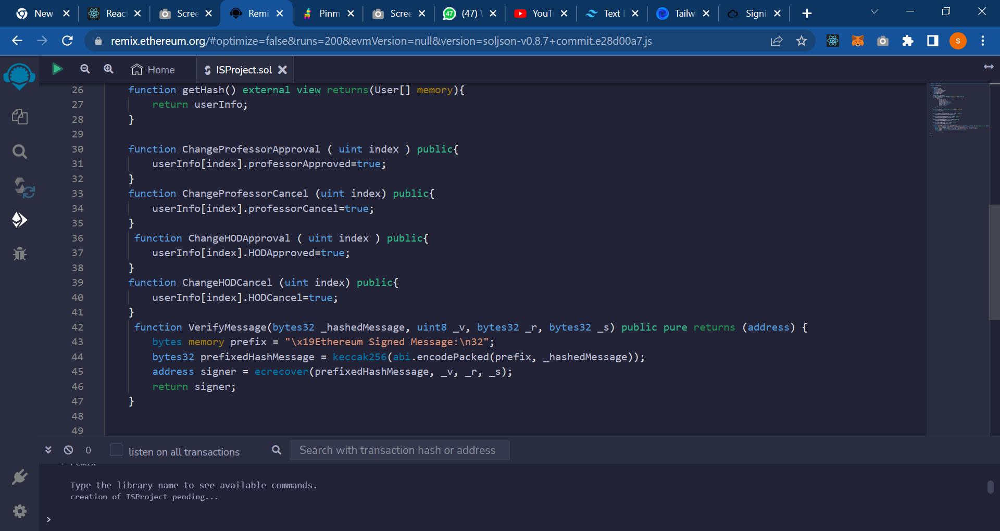 New
Reac
Scree
Remi
Pinm
Scree
47
(47)
YouT
Text
Tailwi
Signi
remix.ethereum.org/#optimize=false&runs=200&evmVersion=null&version=soljson-v0.8.7+commit.e28d00a7.js
S
Home
ISProject.sol
26 function getHash() external view returns(User[] memory){
27 return userInfo;
28 }
29
30 function ChangeProfessorApproval ( uint index ) public{
31 userInfo[index].professorApproved=true;
32 }
33 function ChangeProfessorCancel (uint index) public{
34 userInfo[index].professorCancel=true;
35 }
36 function ChangeHODApproval ( uint index ) public{
37 userInfo[index].HODApproved=true;
38 }
39 function ChangeHODCancel (uint index) public{
40 userInfo[index].HODCancel=true;
41 }
42 function VerifyMessage(bytes32 _hashedMessage, uint8 _v, bytes32 _r, bytes32 _s) public pure returns (address) {
43 bytes memory prefix = "\x19Ethereum Signed Message:\n32";
44 bytes32 prefixedHashMessage = keccak256(abi.encodePacked(prefix, _hashedMessage));
45 address signer = ecrecover(prefixedHashMessage, _v, _r, _s);
46 return signer;
47 }
48
49
0 listen on all transactions Search with transaction hash or address
remix
Type the library name to see available commands.
creation of ISProject pending...
>